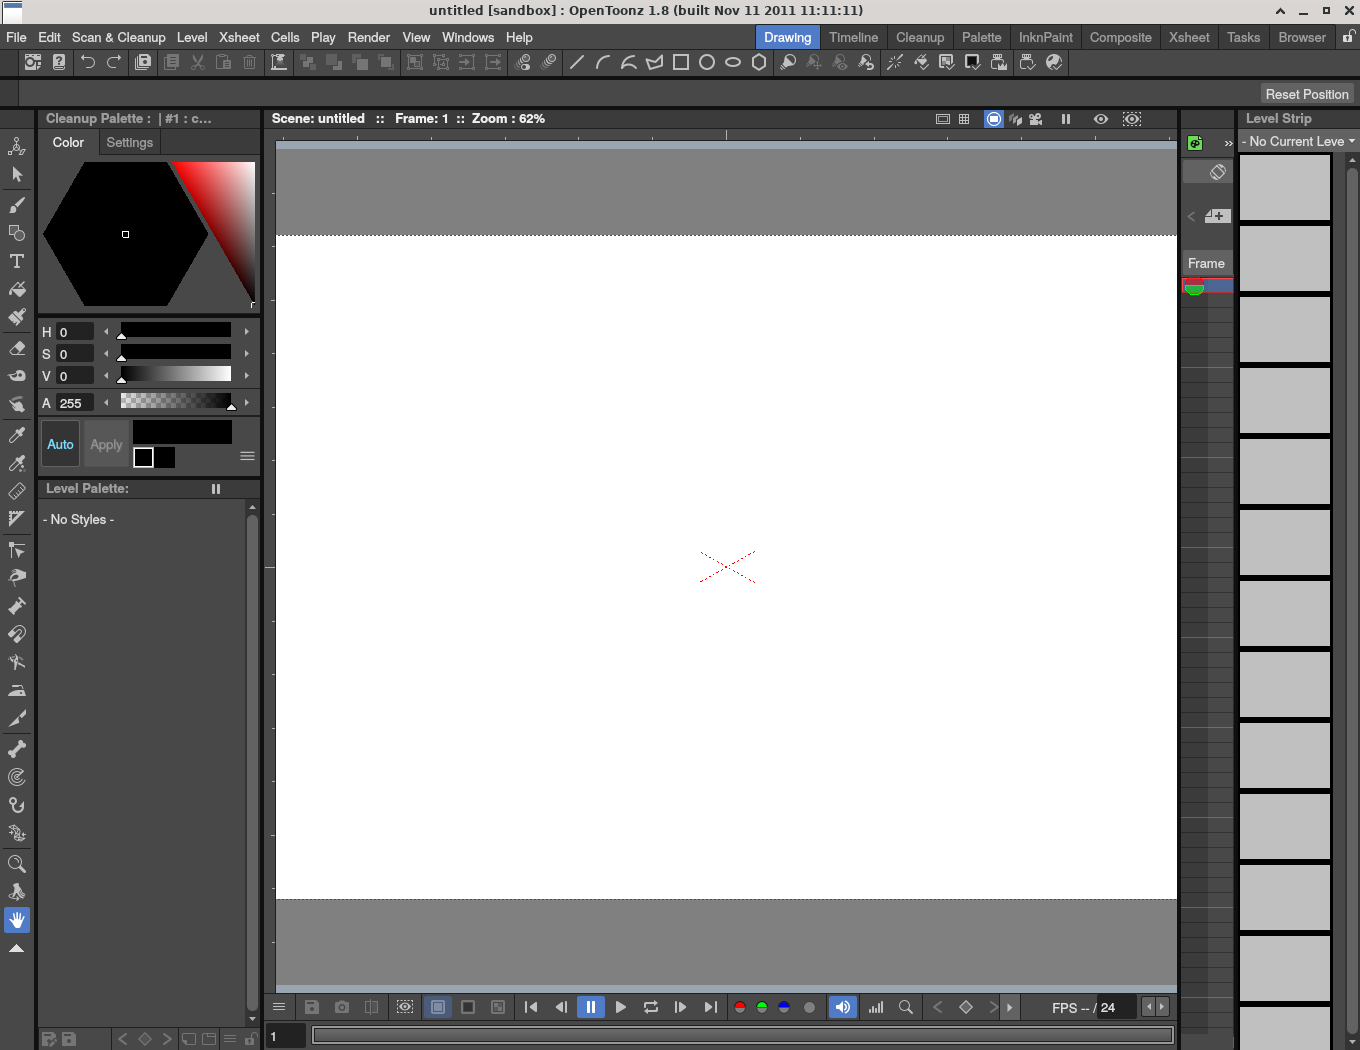 untitled [sandbox] : OpenToonz 1.8 (built Nov 11 2011 11:11:11)
File Edit Scan & Cleanup Level Xsheet Cells Play Render View Windows Help Drawing Timeline Cleanup Palette InknPaint Composite Xsheet Tasks Browser
Reset Position
Cleanup Palette : | #1 : c...
Scene: untitled :: Frame: 1 :: Zoom : 62%
Level Strip
Color Settings
- No Current Leve
Frame
H 0
S 0
V 0
A 255
Auto Apply
Level Palette:
- No Styles -
FPS -- / 24
1